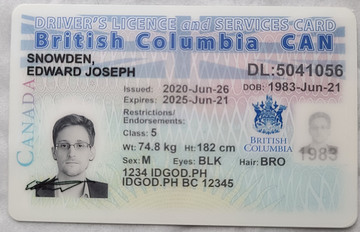 DRIVER'S LICENCE and SERVICES CARD
British Columbia CAN
SNOWDEN,
EDWARD JOSEPH
DL:5041056
Issued: 2020-Jun-26 DOB: 1983-Jun-21
Expires: 2025-Jun-21
Restrictions/
Endorsements:
Class: 5
Wt: 74.8 kg Ht: 182 cm
Sex: M Eyes: BLK Hair: BRO
1234 IDGOD.PH
IDGOD.PH BC 12345
CANADA
BRITISH
COLUMBIA
1983